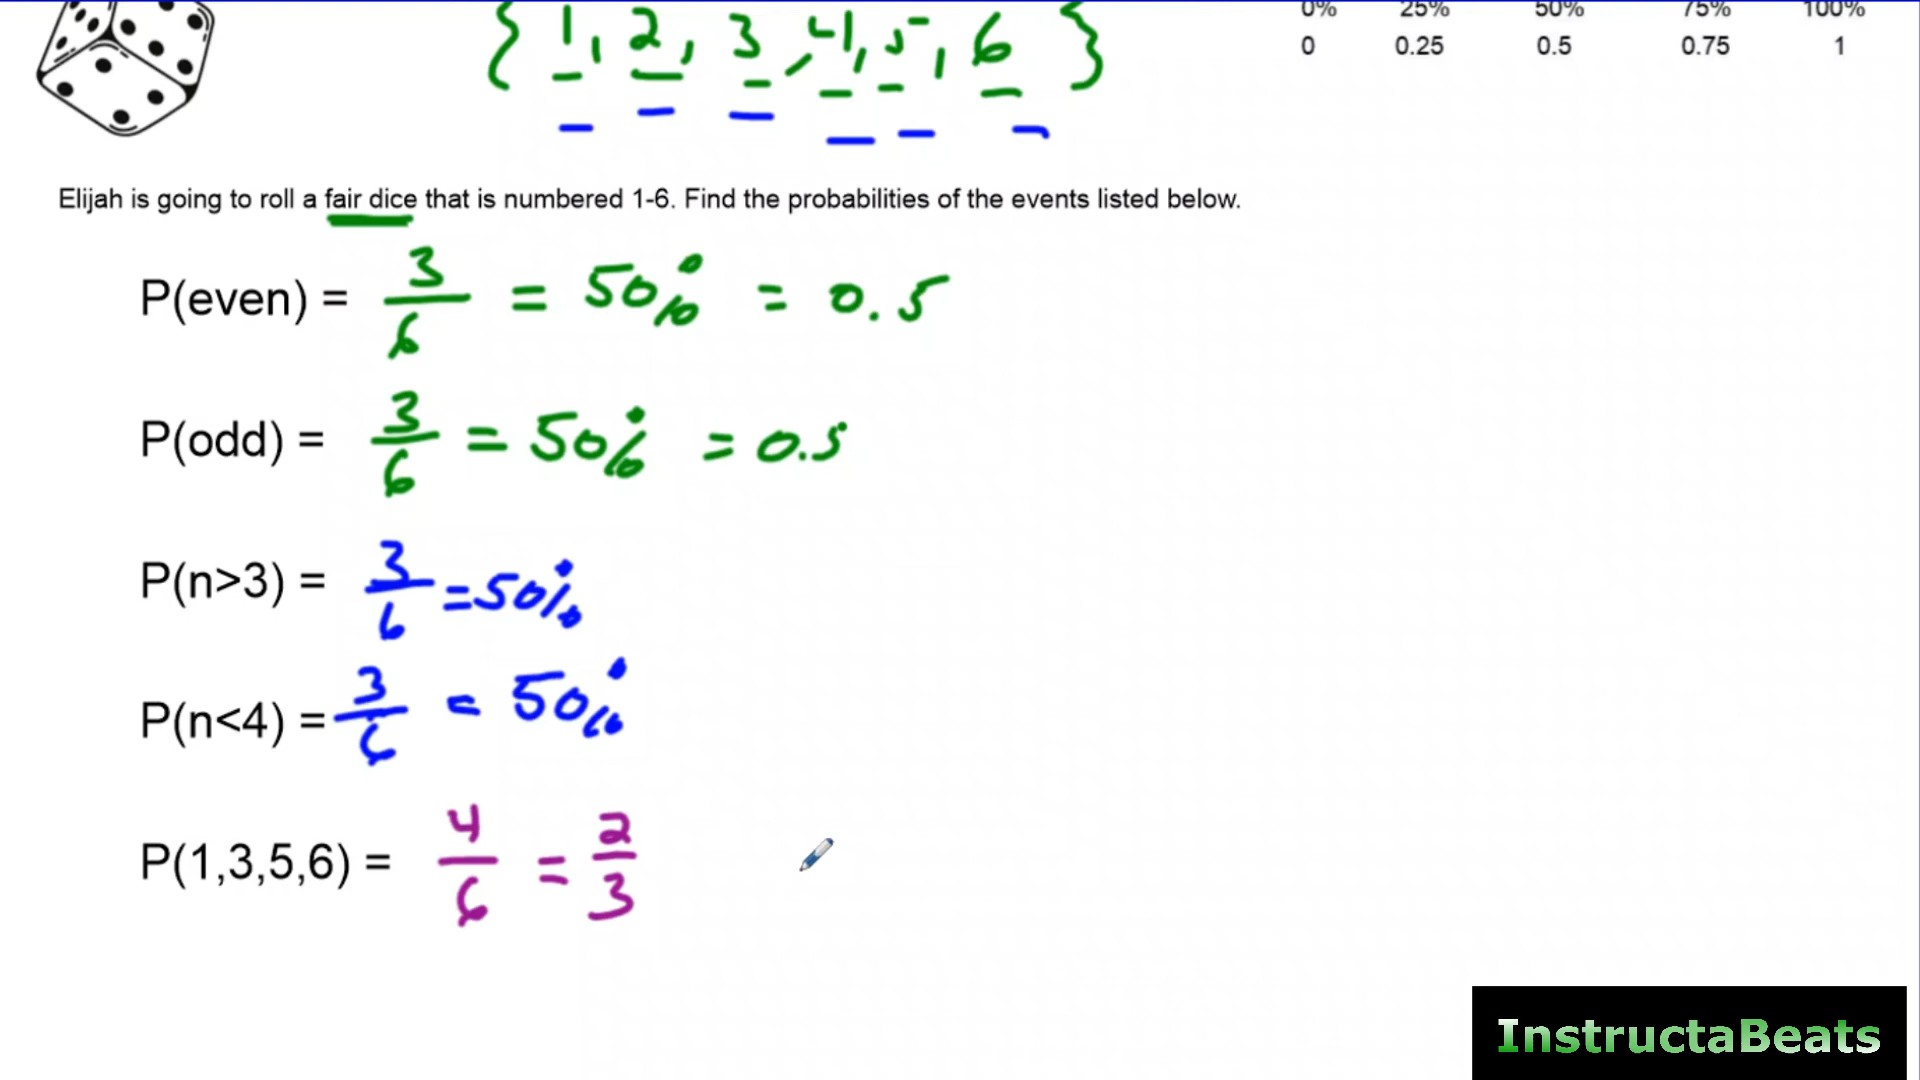 0% 25% 50% 75% 100%
{ 1, 2, 3, 4, 5, 6 }
0 0.25 0.5 0.75 1
Elijah is going to roll a fair dice that is numbered 1-6. Find the probabilities of the events listed below.
P(even) = 3/6 = 50% = 0.5
P(odd) = 3/6 = 50% = 0.5
P(n>3) = 3/6 = 50%
P(n<4) = 3/6 = 50%
P(1,3,5,6) = 4/6 = 2/3
InstructaBeats